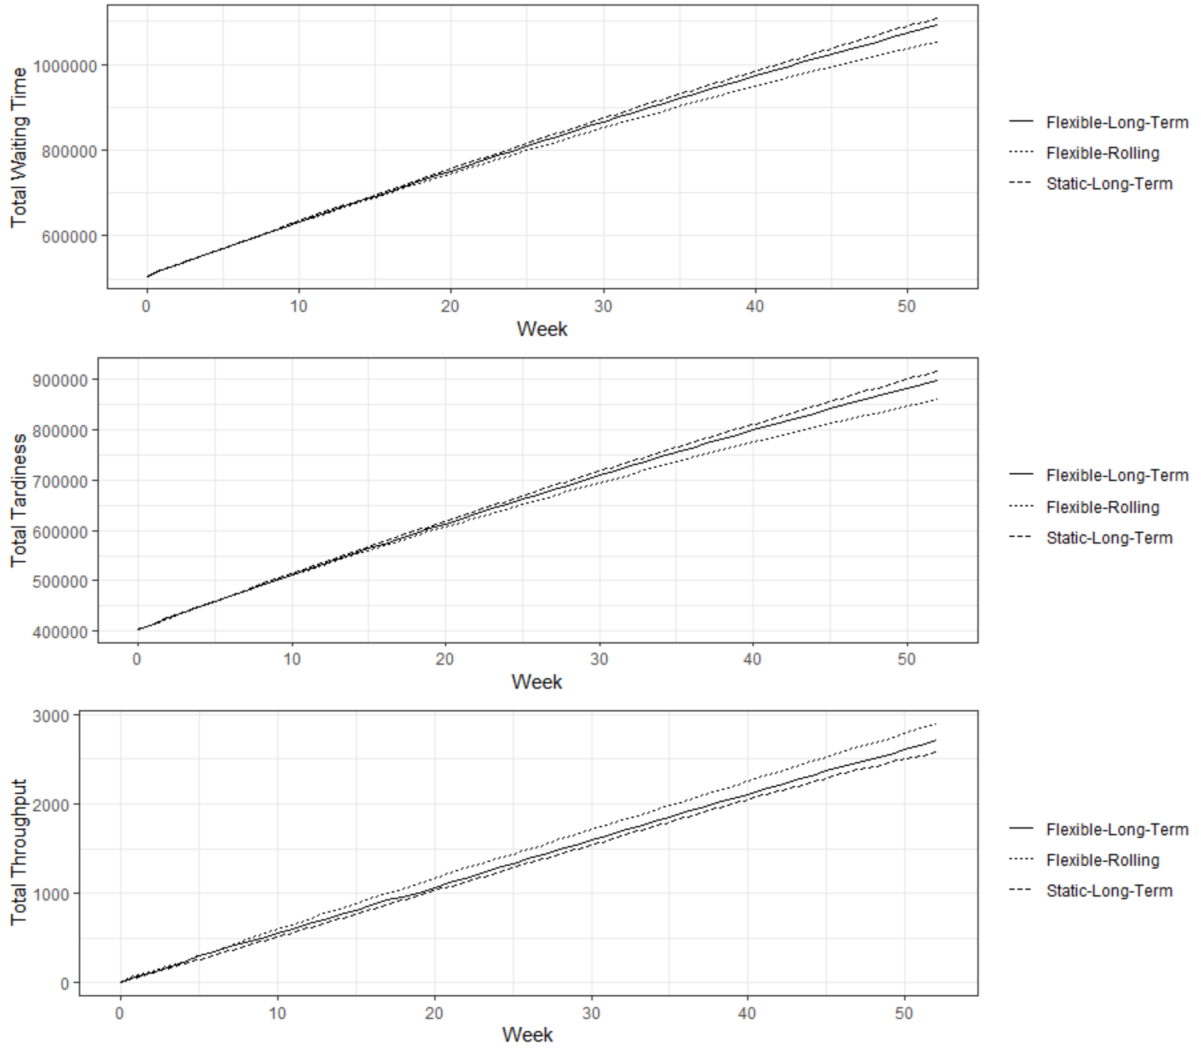 Total Waiting Time
1000000
800000
600000
0 10 20 30 40 50
Week
Flexible-Long-Term
Flexible-Rolling
Static-Long-Term
Total Tardiness
900000
800000
700000
600000
500000
400000
0 10 20 30 40 50
Week
Flexible-Long-Term
Flexible-Rolling
Static-Long-Term
Total Throughput
3000
2000
1000
0
0 10 20 30 40 50
Week
Flexible-Long-Term
Flexible-Rolling
Static-Long-Term